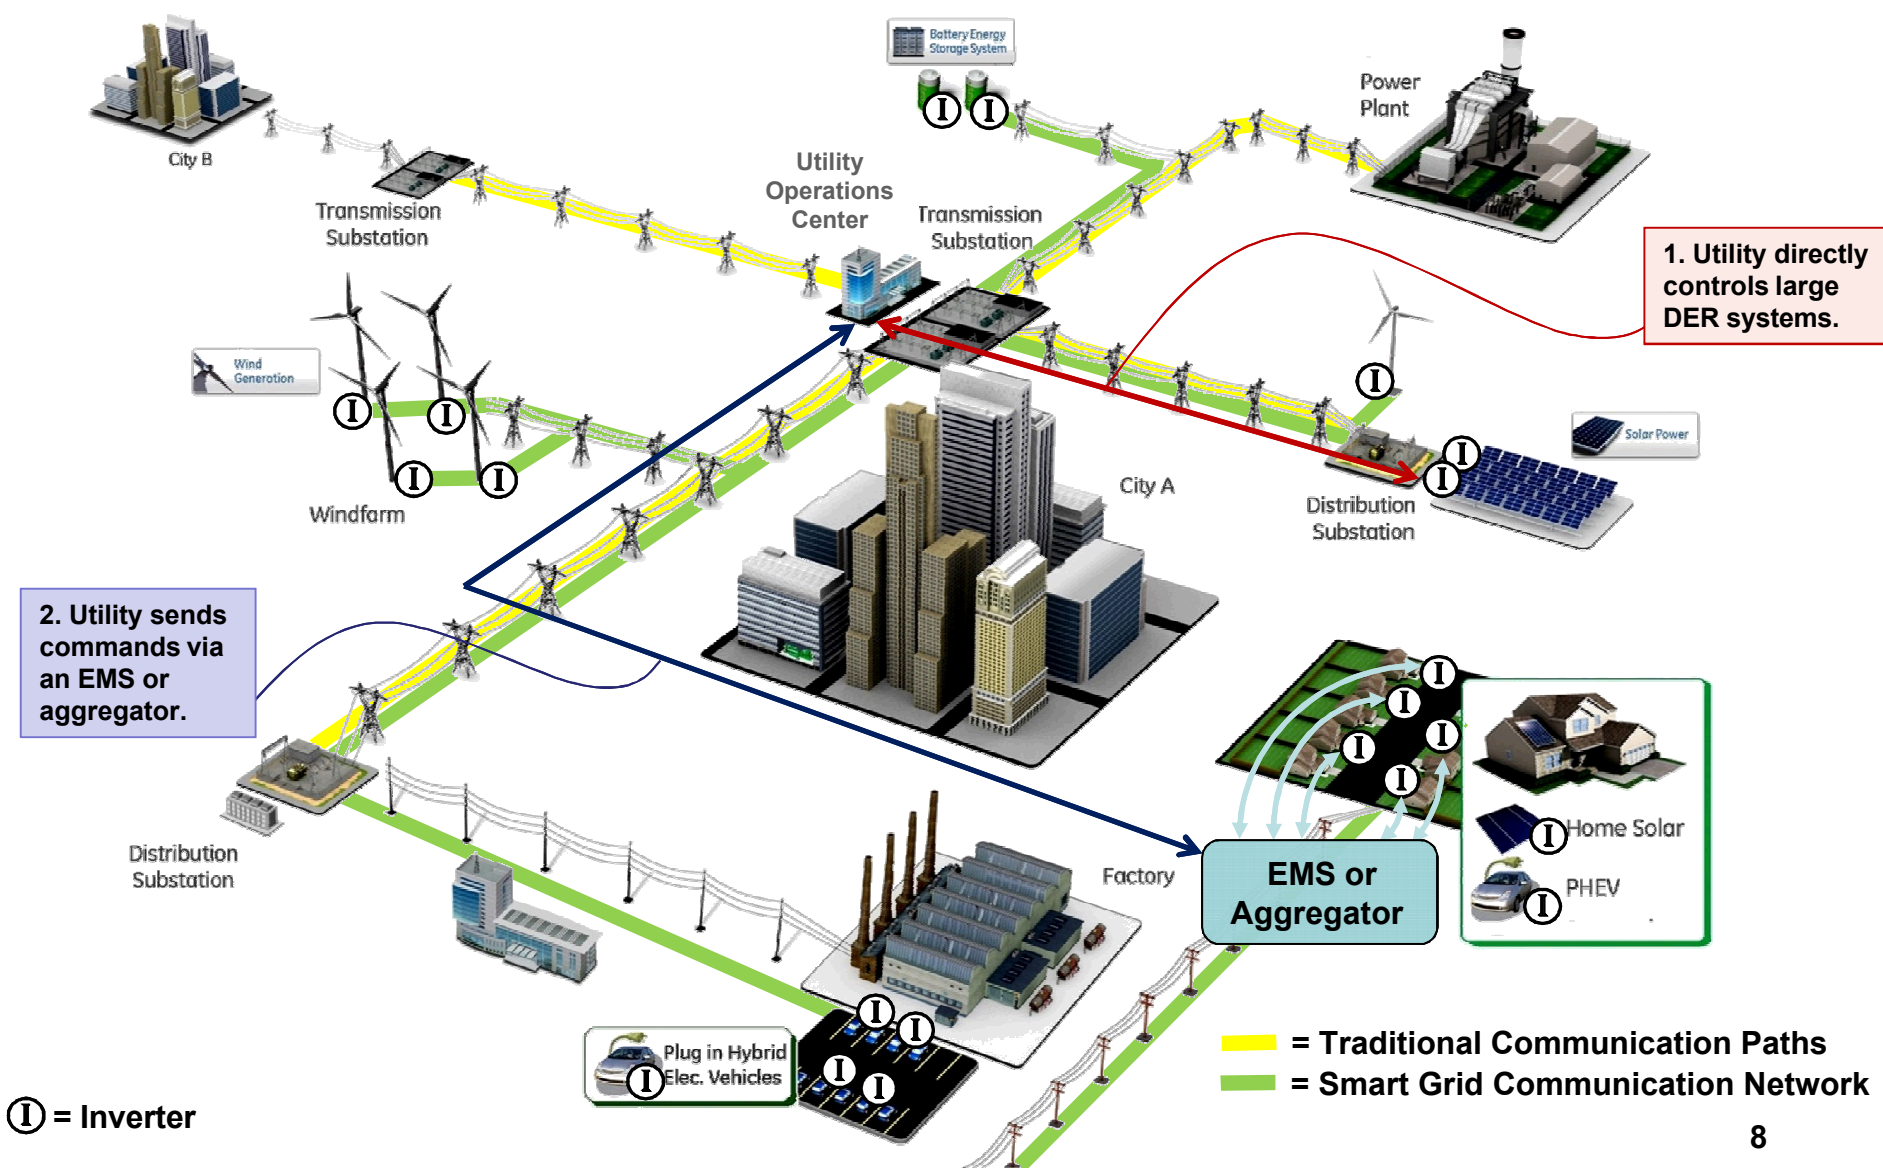 Battery Energy
Storage System
Power
Plant
City B
Utility
Operations
Center
Transmission
Substation
Transmission
Substation
1. Utility directly
controls large
DER systems.
Wind
Generation
I
I
I
I
I
I
I
Solar Power
I
I
City A
Windfarm
Distribution
Substation
2. Utility sends
commands via
an EMS or
aggregator.
I
I
I
I
I
Distribution
Substation
Factory
EMS or
Aggregator
I
Home Solar
I
PHEV
I
I
I
I
I
Plug in Hybrid
Elec. Vehicles
= Traditional Communication Paths
= Smart Grid Communication Network
I = Inverter
8